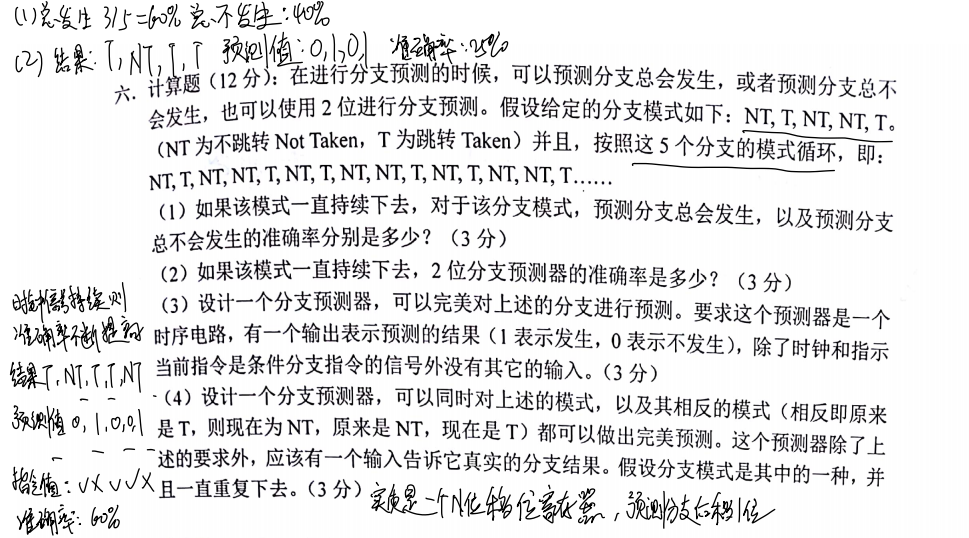 (1)总发生 3/5=60% 总不发生:40%
(2) 结果:T, NT, T, T 预测值:0,1,0,1 准确率:25%
六. 计算题（12 分）：在进行分支预测的时候，可以预测分支总会发生，或者预测分支总不
会发生，也可以使用 2 位进行分支预测。假设给定的分支模式如下：NT, T, NT, NT, T。
（NT 为不跳转 Not Taken，T 为跳转 Taken）并且，按照这 5 个分支的模式循环，即：
NT, T, NT, NT, T, NT, T, NT, NT, T, NT, T, NT, NT, T……
（1）如果该模式一直持续下去，对于该分支模式，预测分支总会发生，以及预测分支
总不会发生的准确率分别是多少？（3 分）
（2）如果该模式一直持续下去，2 位分支预测器的准确率是多少？（3 分）
（3）设计一个分支预测器，可以完美对上述的分支进行预测。要求这个预测器是一个
时序电路，有一个输出表示预测的结果（1 表示发生，0 表示不发生），除了时钟和指示
当前指令是条件分支指令的信号外没有其它的输入。（3 分）
（4）设计一个分支预测器，可以同时对上述的模式，以及其相反的模式（相反即原来
是 T，则现在为 NT，原来是 NT，现在是 T）都可以做出完美预测。这个预测器除了上
述的要求外，应该有一个输入告诉它真实的分支结果。假设分支模式是其中的一种，并
且一直重复下去。（3 分）
持续则
准确率不断提高
结果T, NT, T, T, NT
预测值 0, 1, 0, 0, 1
值：✓×✓✓×
准确率：60%
实质是一个N位移位寄存器，预测分支后移1位